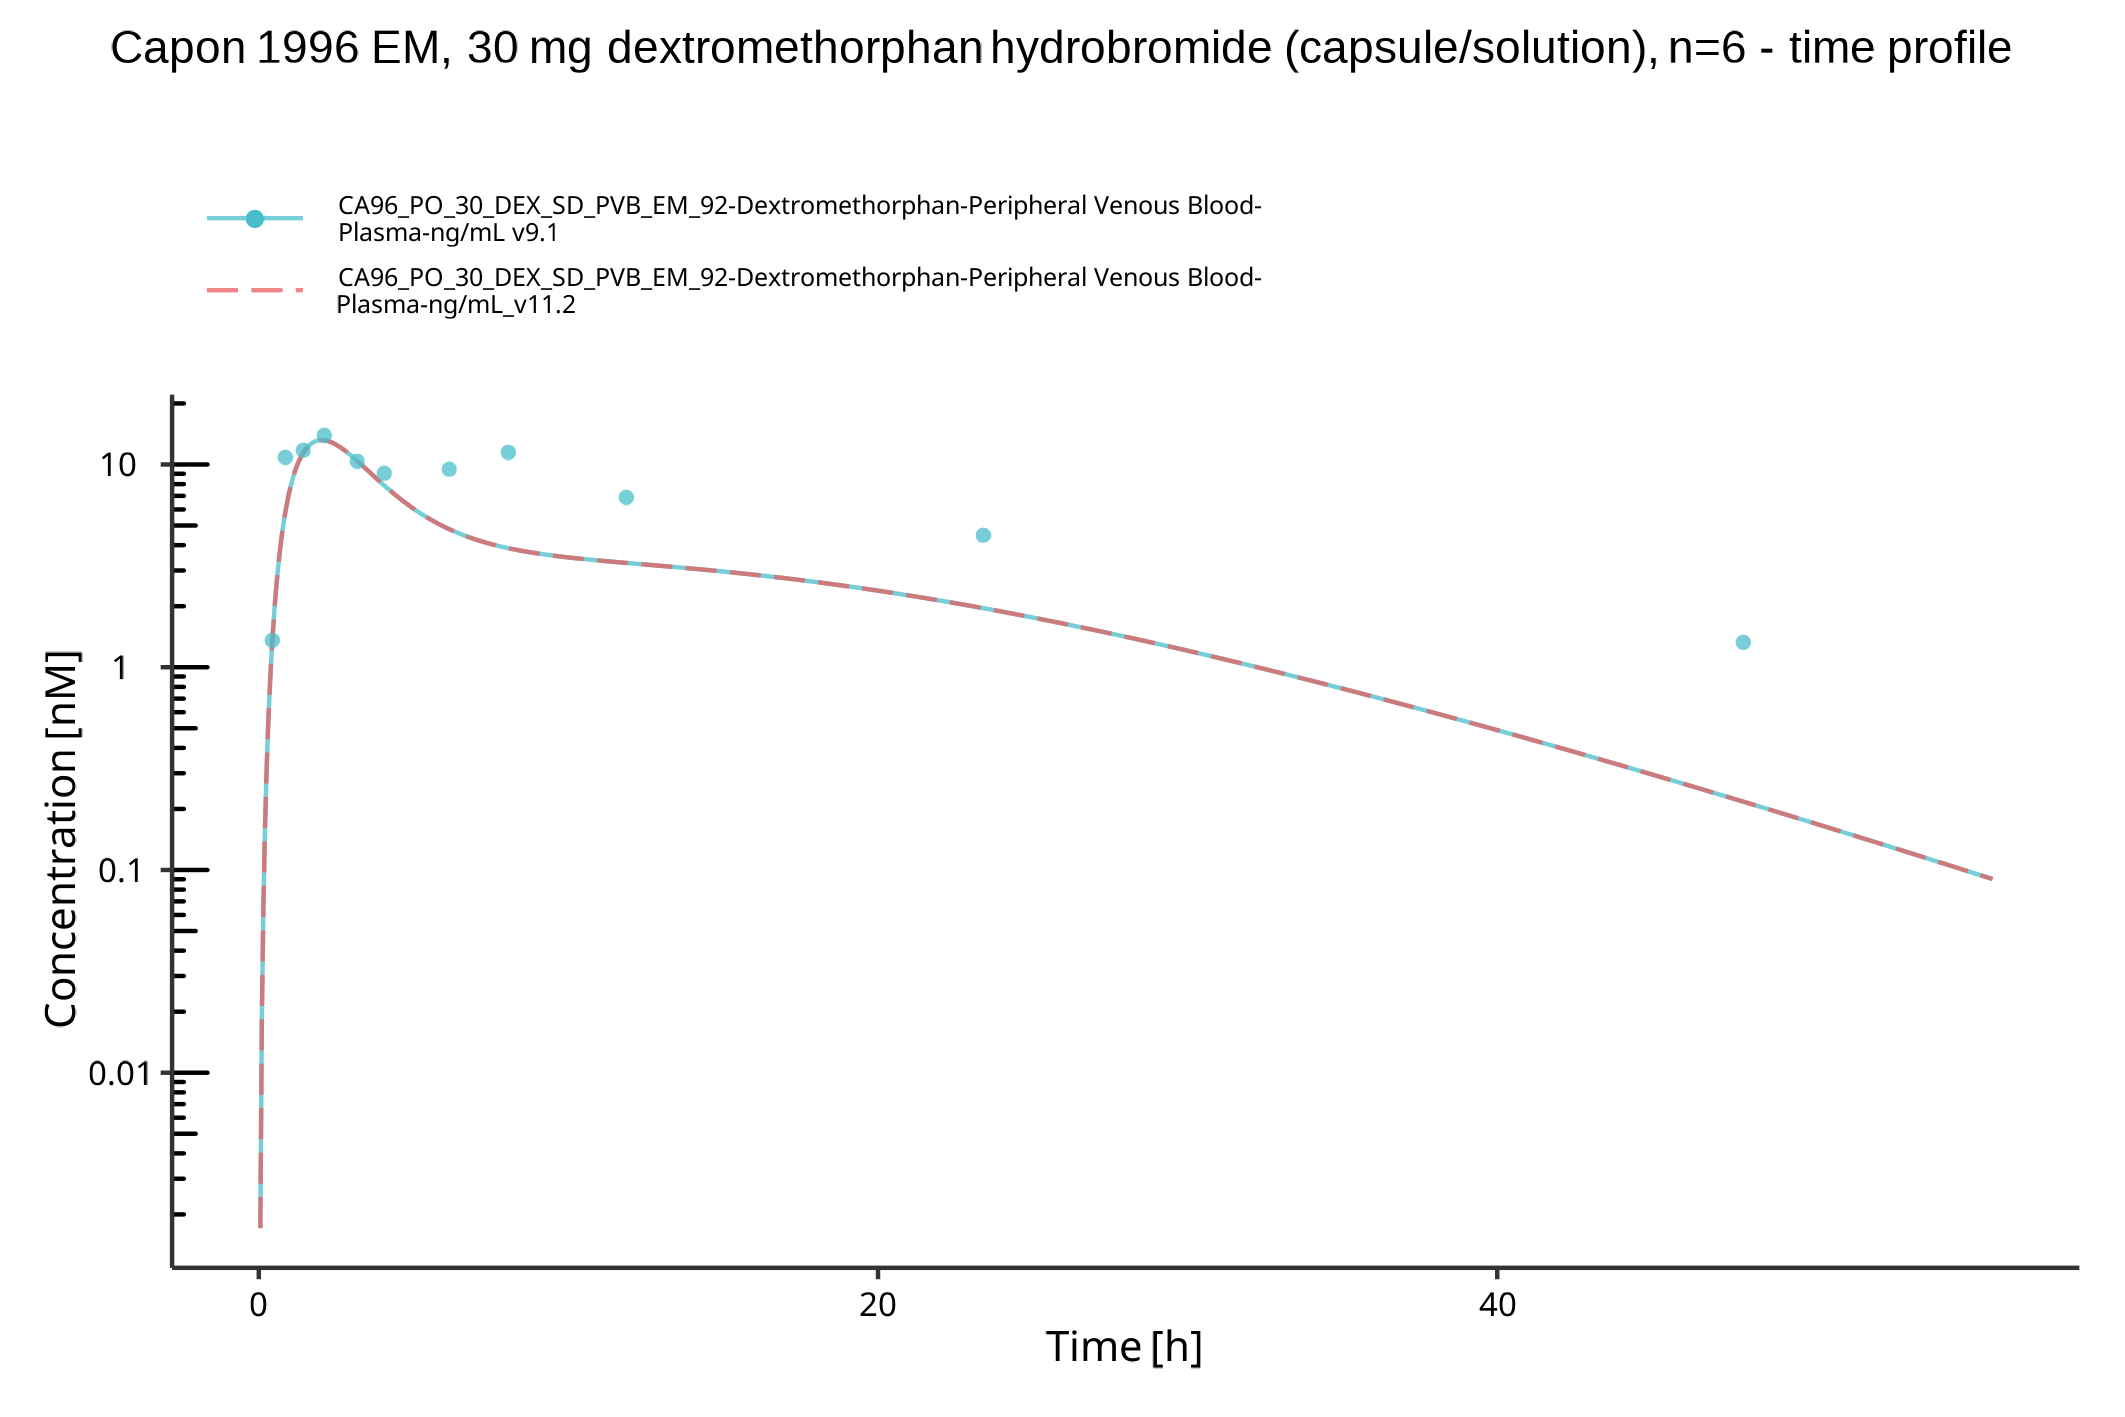 Capon 1996 EM, 30 mg dextromethorphan hydrobromide (capsule/solution), n=6 - time profile
CA96_PO_30_DEX_SD_PVB_EM_92-Dextromethorphan-Peripheral Venous Blood-
Plasma-ng/mL v9.1
CA96_PO_30_DEX_SD_PVB_EM_92-Dextromethorphan-Peripheral Venous Blood-
Plasma-ng/mL_v11.2
Concentration [nM]
10
1
0.1
0.01
0
20
40
Time [h]